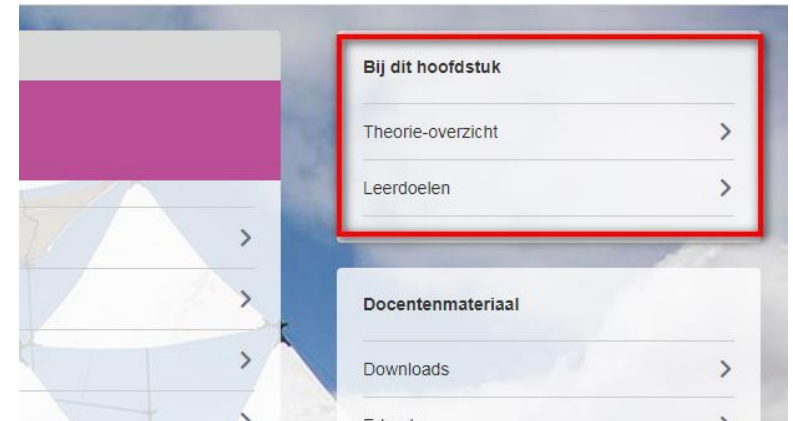 Bij dit hoofdstuk
Theorie-overzicht
Leerdoelen
Docentenmateriaal
Downloads